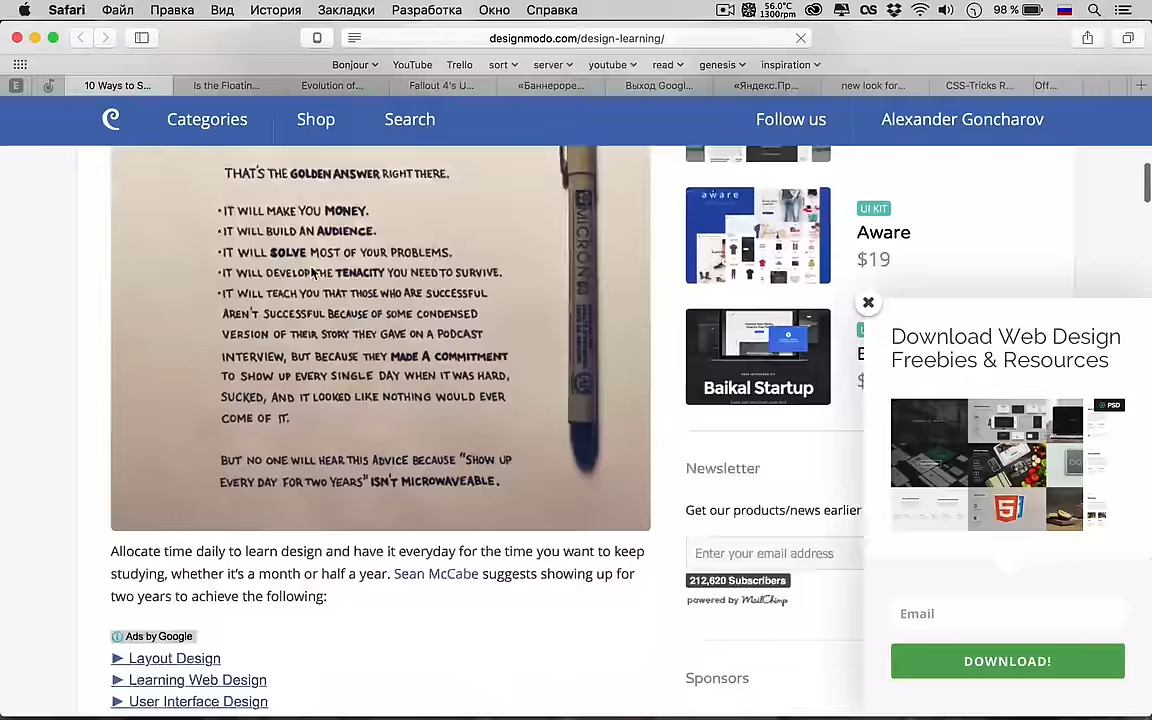 Safari Файл Правка Вид История Закладки Разработка Окно Справка 56.0°C 1300rpm 98 %
designmodo.com/design-learning/
Bonjour YouTube Trello sort server youtube read genesis inspiration
10 Ways to S... Is the Floatin... Evolution of... Fallout 4's U... «Баннероре... Выход Googl... «Яндекс.Пр... new look for... CSS-Tricks R... Off...
Categories Shop Search Follow us Alexander Goncharov
THAT'S THE GOLDEN ANSWER RIGHT THERE.
• IT WILL MAKE YOU MONEY.
• IT WILL BUILD AN AUDIENCE.
• IT WILL SOLVE MOST OF YOUR PROBLEMS.
• IT WILL DEVELOP THE TENACITY YOU NEED TO SURVIVE.
• IT WILL TEACH YOU THAT THOSE WHO ARE SUCCESSFUL
AREN'T SUCCESSFUL BECAUSE OF SOME CONDENSED
VERSION OF THEIR STORY THEY GAVE ON A PODCAST
INTERVIEW, BUT BECAUSE THEY MADE A COMMITMENT
TO SHOW UP EVERY SINGLE DAY WHEN IT WAS HARD,
SUCKED, AND IT LOOKED LIKE NOTHING WOULD EVER
COME OF IT.
BUT NO ONE WILL HEAR THIS ADVICE BECAUSE "SHOW UP
EVERY DAY FOR TWO YEARS" ISN'T MICROWAVEABLE.
MICRON
Allocate time daily to learn design and have it everyday for the time you want to keep
studying, whether it's a month or half a year. Sean McCabe suggests showing up for
two years to achieve the following:
Ads by Google
Layout Design
Learning Web Design
User Interface Design
aware
UI KIT
Aware
$19
Baikal Startup
Newsletter
Get our products/news earlier
Enter your email address
212,620 Subscribers
powered by MailChimp
Sponsors
Download Web Design
Freebies & Resources
PSD
Email
DOWNLOAD!